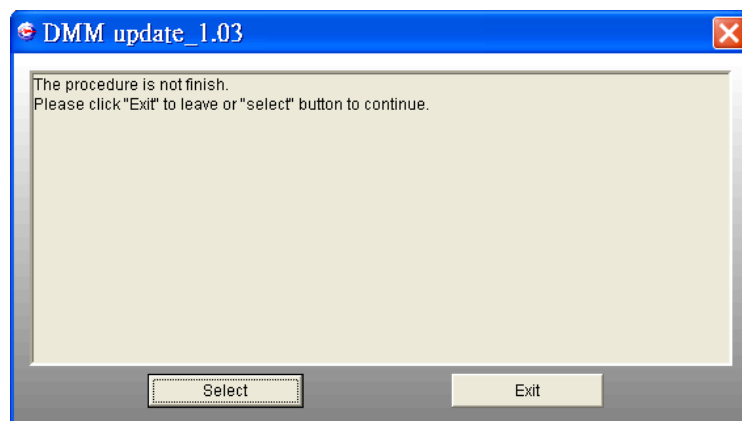 DMM update_1.03
The procedure is not finish.
Please click "Exit" to leave or "select" button to continue.
Select
Exit